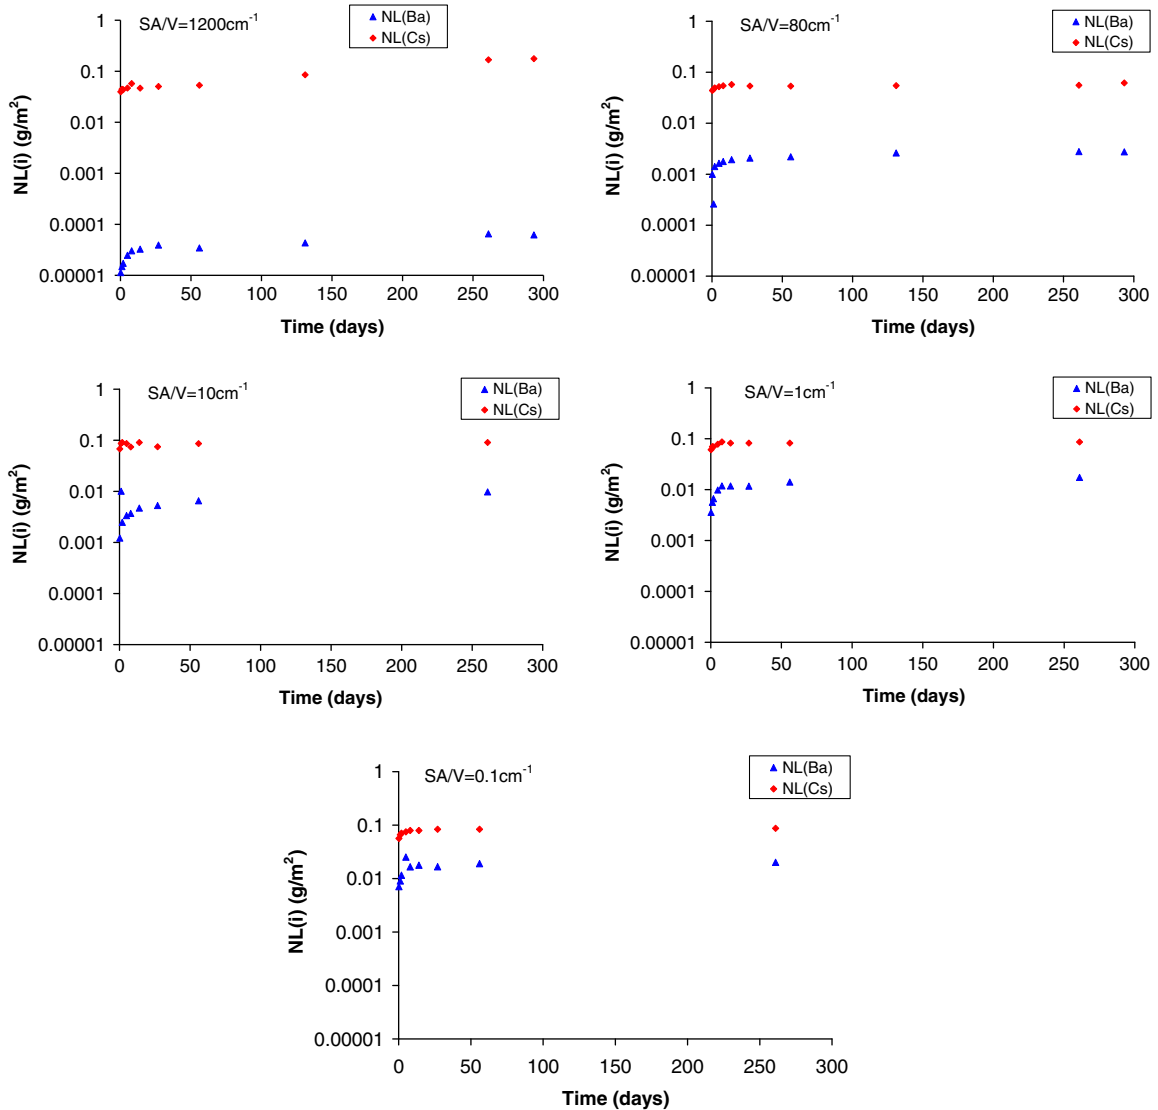 SA/V=1200cm⁻¹
NL(Ba)
NL(Cs)
NL(i) (g/m²)
1
0.1
0.01
0.001
0.0001
0.00001
0 50 100 150 200 250 300
Time (days)
SA/V=80cm⁻¹
NL(Ba)
NL(Cs)
NL(i) (g/m²)
1
0.1
0.01
0.001
0.0001
0.00001
0 50 100 150 200 250 300
Time (days)
SA/V=10cm⁻¹
NL(Ba)
NL(Cs)
NL(i) (g/m²)
1
0.1
0.01
0.001
0.0001
0.00001
0 50 100 150 200 250 300
Time (days)
SA/V=1cm⁻¹
NL(Ba)
NL(Cs)
NL(i) (g/m²)
1
0.1
0.01
0.001
0.0001
0.00001
0 50 100 150 200 250 300
Time (days)
SA/V=0.1cm⁻¹
NL(Ba)
NL(Cs)
NL(i) (g/m²)
1
0.1
0.01
0.001
0.0001
0.00001
0 50 100 150 200 250 300
Time (days)